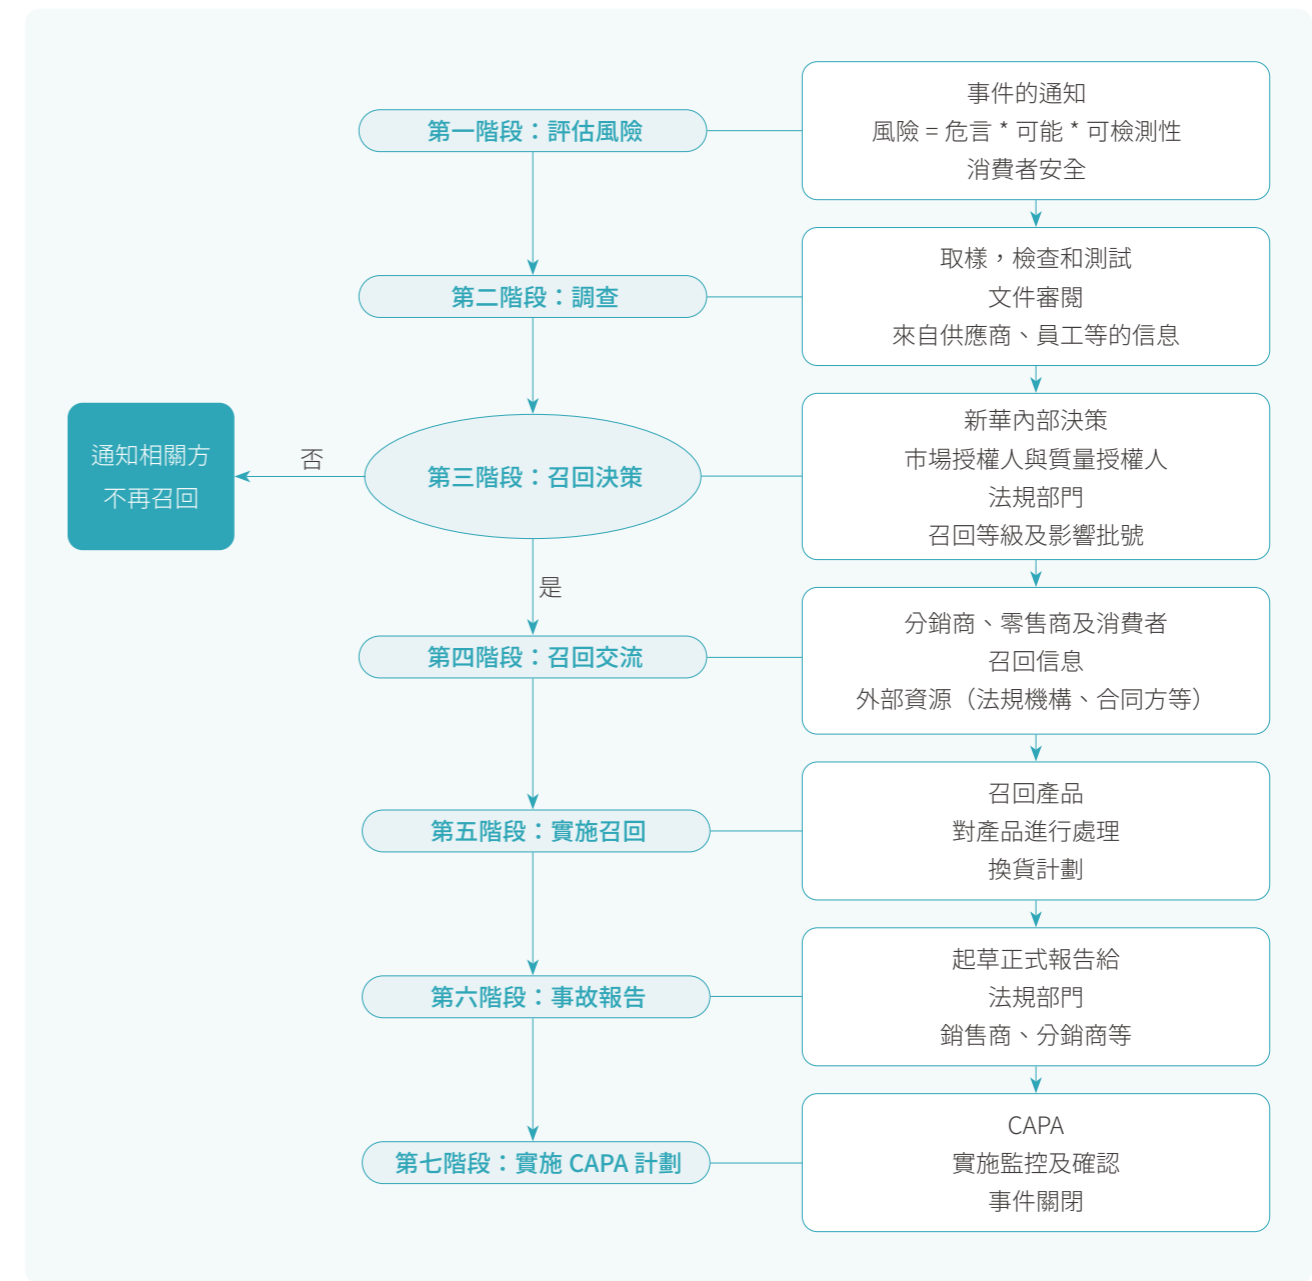 第一階段：評估風險
事件的通知
風險 = 危言 * 可能 * 可檢測性
消費者安全
第二階段：調查
取樣，檢查和測試
文件審閱
來自供應商、員工等的信息
通知相關方
不再召回
否
第三階段：召回決策
新華內部決策
市場授權人與質量授權人
法規部門
召回等級及影響批號
是
第四階段：召回交流
分銷商、零售商及消費者
召回信息
外部資源（法規機構、合同方等）
第五階段：實施召回
召回產品
對產品進行處理
換貨計劃
第六階段：事故報告
起草正式報告給
法規部門
銷售商、分銷商等
第七階段：實施 CAPA 計劃
CAPA
實施監控及確認
事件關閉